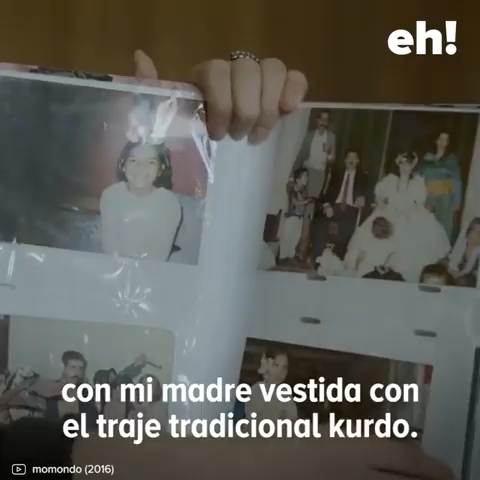 eh!
con mi madre vestida con
el traje tradicional kurdo.
momondo (2016)